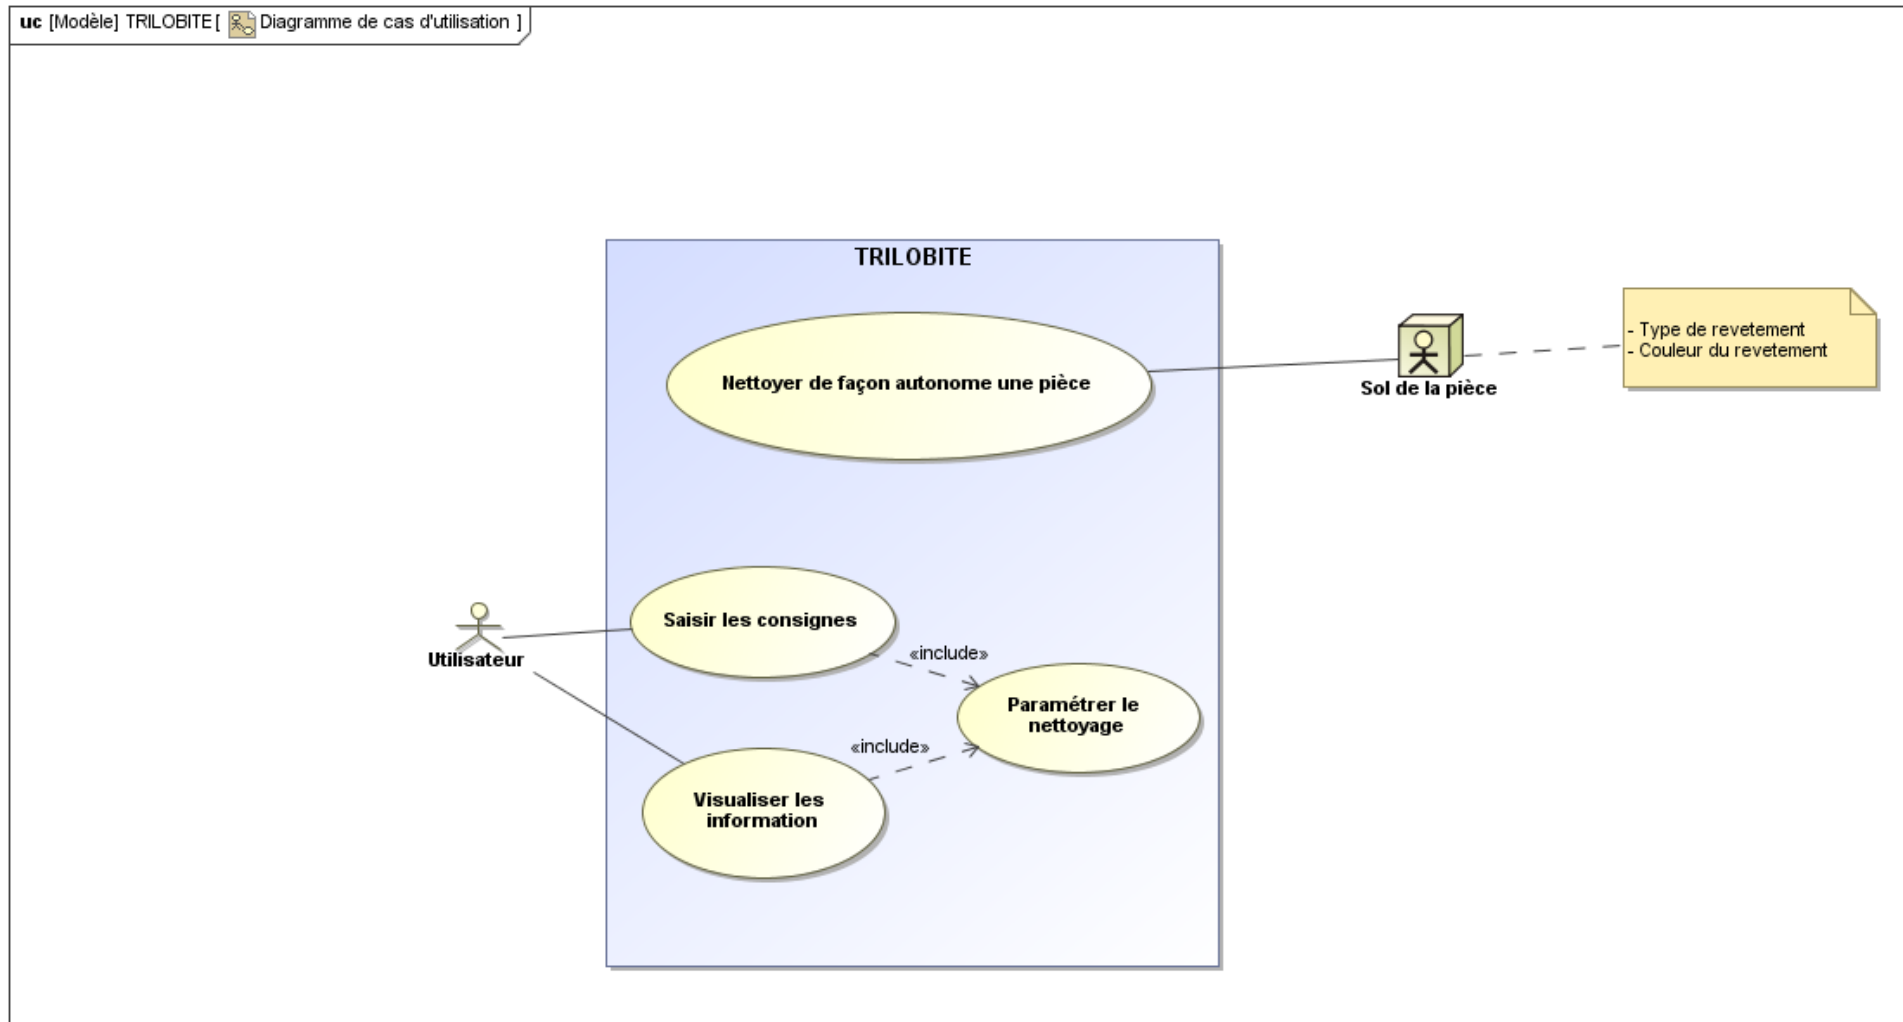 uc [Modèle] TRILOBITE [ Diagramme de cas d'utilisation ]
TRILOBITE
Nettoyer de façon autonome une pièce
Sol de la pièce
- Type de revetement
- Couleur du revetement
Utilisateur
Saisir les consignes
«include»
Paramétrer le
nettoyage
«include»
Visualiser les
information